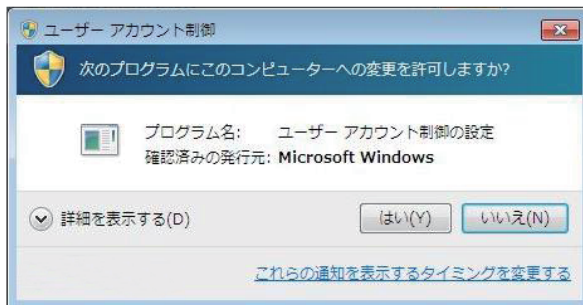 ユーザー アカウント制御
次のプログラムにこのコンピューターへの変更を許可しますか?
プログラム名: ユーザー アカウント制御の設定
確認済みの発行元: Microsoft Windows
詳細を表示する(D)
はい(Y)
いいえ(N)
これらの通知を表示するタイミングを変更する